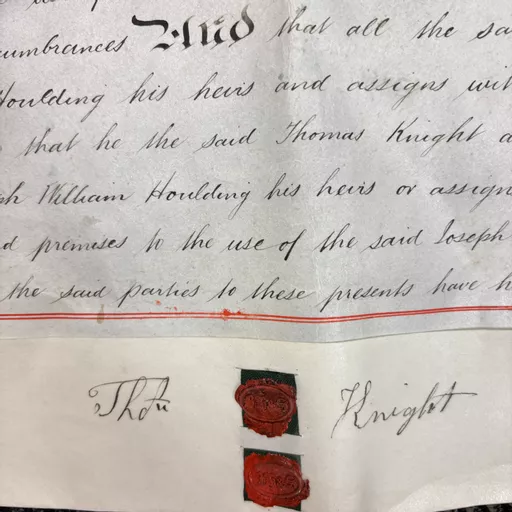 cumbrances And that all the sa
Houlding his heirs and assigns wit
that he the said Thomas Knight a
ph William Houlding his heirs or assign
d premises to the use of the said Joseph
the said parties to these presents have h
Knight